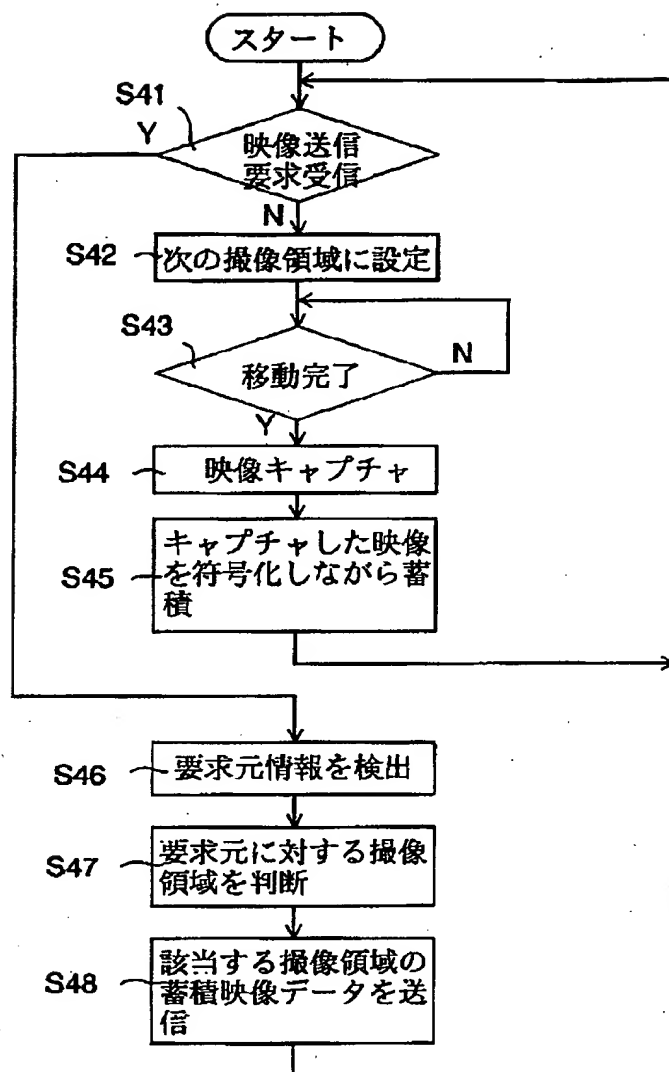 スタート
S41
Y
映像送信
要求受信
N
S42
次の撮像領域に設定
S43
移動完了
N
Y
S44
映像キャプチャ
S45
キャプチャした映像
を符号化しながら蓄
積
S46
要求元情報を検出
S47
要求元に対する撮像
領域を判断
S48
該当する撮像領域の
蓄積映像データを送
信